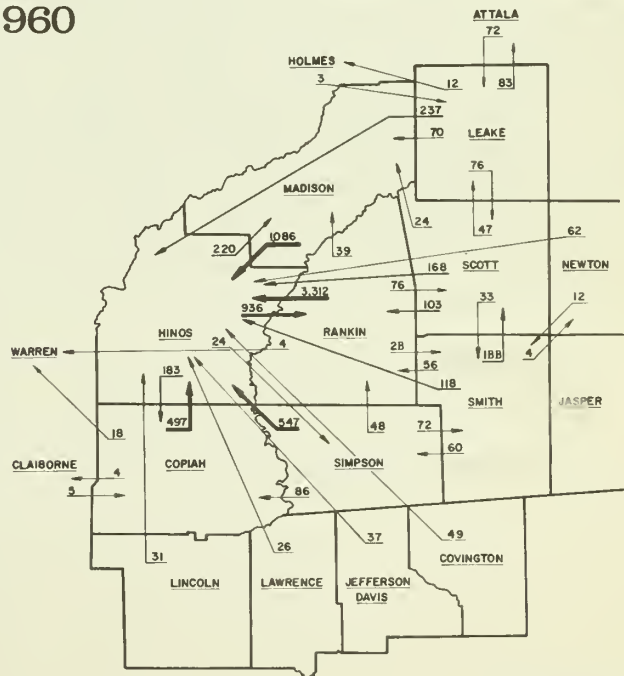 960
ATTALA
72
HOLMES
3
12
83
237
70
LEAKE
76
MADISON
24
47
62
220
1086
39
168
SCOTT
NEWTON
3,312
76
936
103
33
12
HINDS
RANKIN
28
WARREN
24
4
188
4
183
118
56
SMITH
JASPER
18
497
547
48
72
CLAIBORNE
4
COPIAH
SIMPSON
60
5
86
31
26
37
49
LINCOLN
LAWRENCE
JEFFERSON
DAVIS
COVINGTON